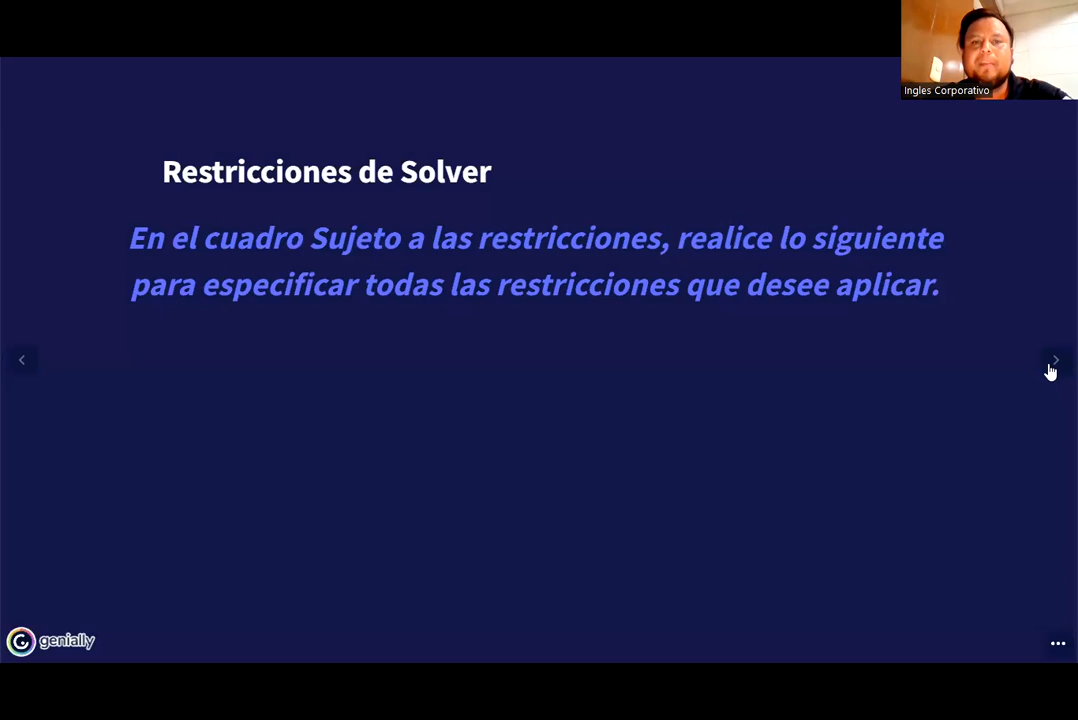 Ingles Corporativo
Restricciones de Solver
En el cuadro Sujeto a las restricciones, realice lo siguiente
para especificar todas las restricciones que desee aplicar.
genially